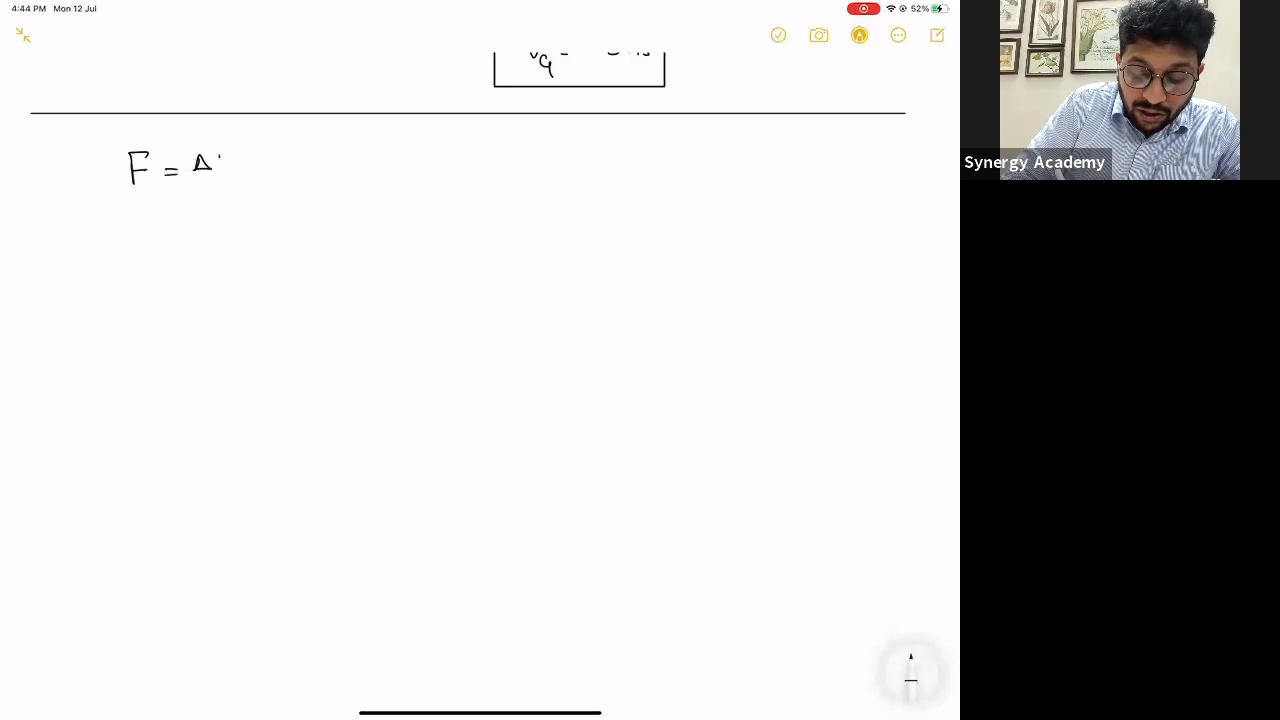 4:44 PM Mon 12 Jul
52%
F = Δ
Synergy Academy